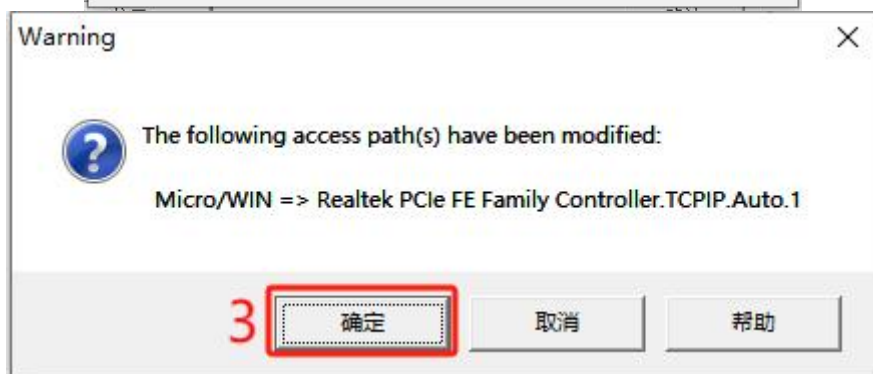 Warning
The following access path(s) have been modified:
Micro/WIN => Realtek PCIe FE Family Controller.TCPIP.Auto.1
3
确定
取消
帮助